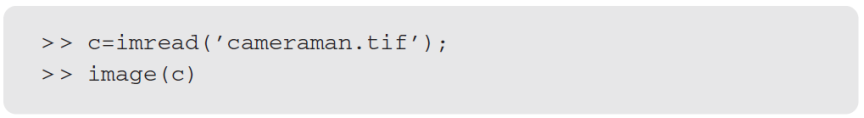 >> c=imread('cameraman.tif');
>> image(c)